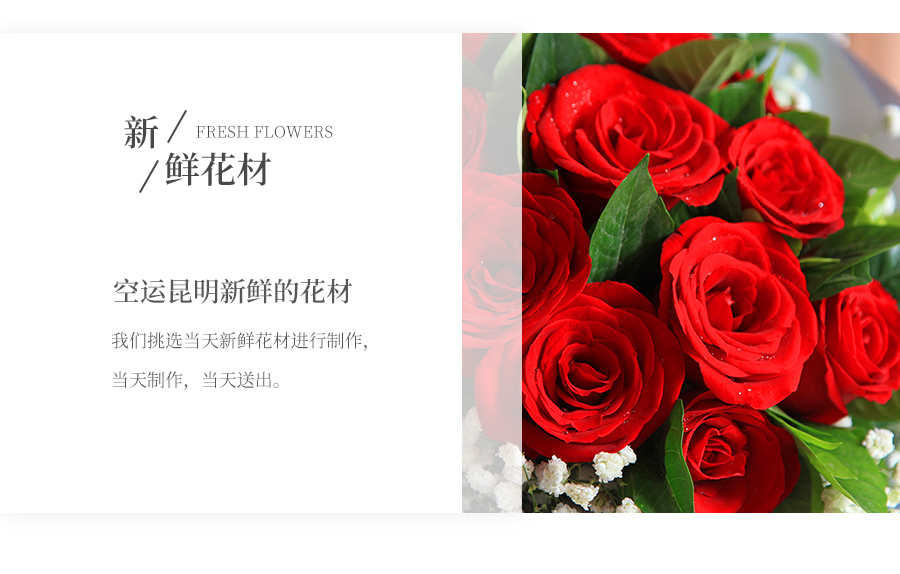 新
FRESH FLOWERS
鲜花材
空运昆明新鲜的花材
我们挑选当天新鲜花材进行制作，
当天制作，当天送出。